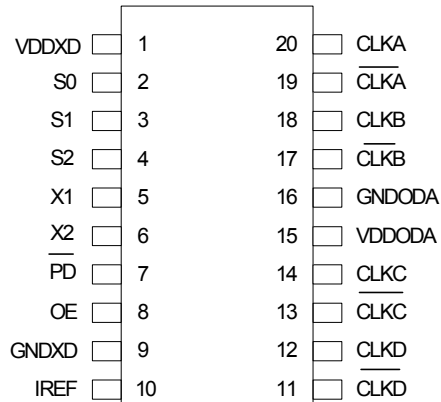 VDDXD 1 20 CLKA
S0 2 19 CLKA
S1 3 18 CLKB
S2 4 17 CLKB
X1 5 16 GNDODA
X2 6 15 VDDODA
PD 7 14 CLKC
OE 8 13 CLKC
GNDXD 9 12 CLKD
IREF 10 11 CLKD